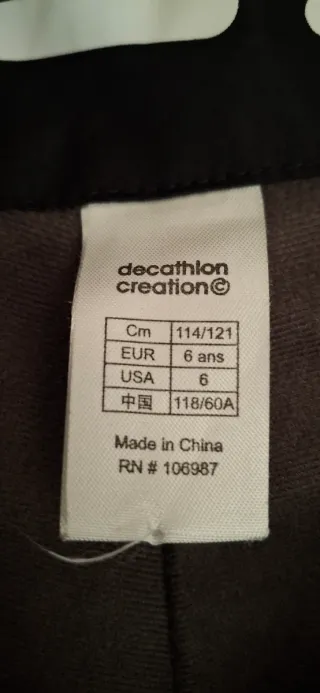 decathlon
creation©
Cm 114/121
EUR 6 ans
USA 6
中国 118/60A
Made in China
RN # 106987